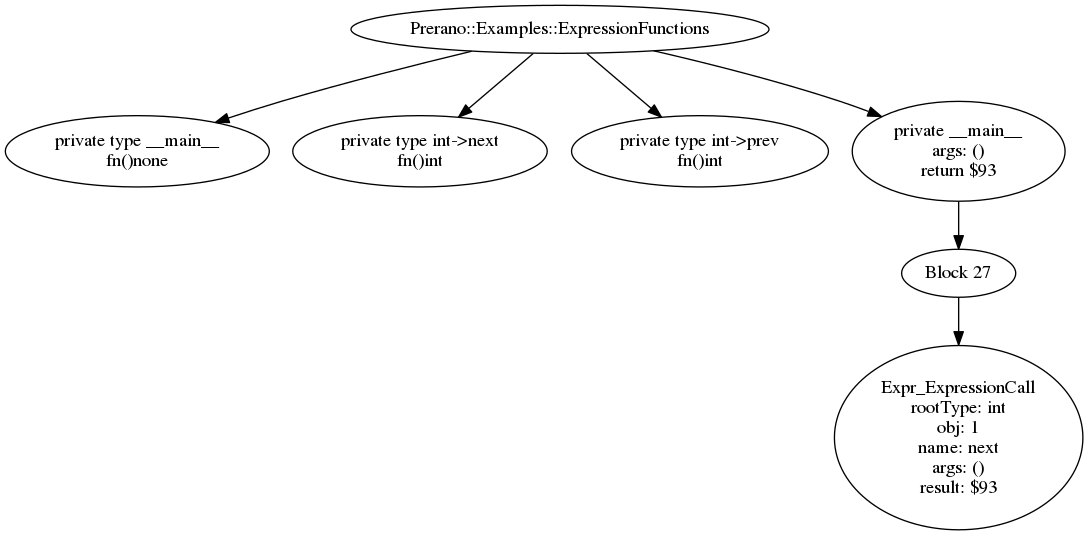 Prerano::Examples::ExpressionFunctions
private type __main__
fn()none
private type int->next
fn()int
private type int->prev
fn()int
private __main__
args: ()
return $93
Block 27
Expr_ExpressionCall
rootType: int
obj: 1
name: next
args: ()
result: $93